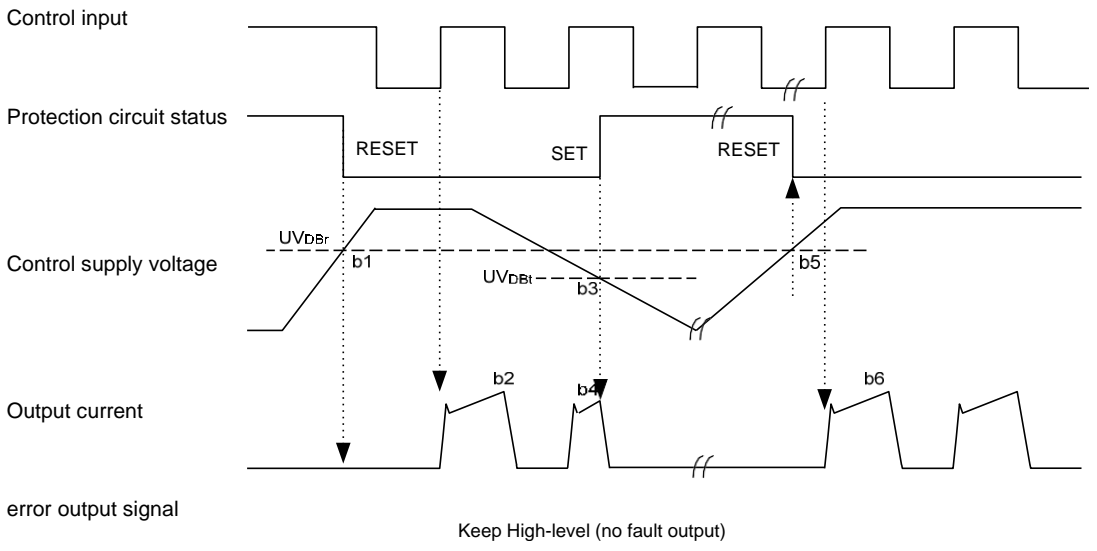 Control input
Protection circuit status
RESET
SET
RESET
UVDBr
b1
Control supply voltage
UVDBt
b3
b5
b2
b4
b6
Output current
error output signal
Keep High-level (no fault output)